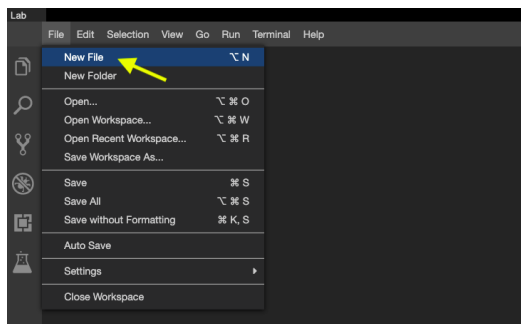 Lab
File Edit Selection View Go Run Terminal Help
New File ⌥ N
New Folder
Open... ⌥ ⌘ O
Open Workspace... ⌥ ⌘ W
Open Recent Workspace... ⌥ ⌘ R
Save Workspace As...
Save ⌘ S
Save All ⌥ ⌘ S
Save without Formatting ⌘ K, S
Auto Save
Settings
Close Workspace